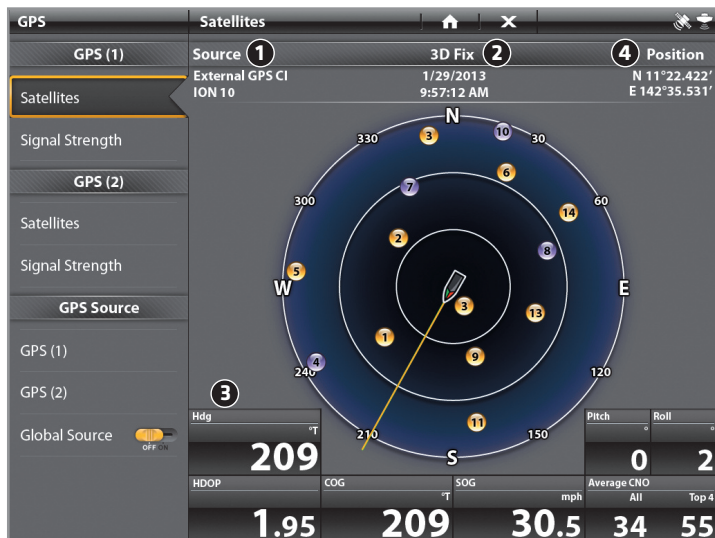 GPS
Satellites
X
GPS (1)
Satellites
Signal Strength
GPS (2)
Satellites
Signal Strength
GPS Source
GPS (1)
GPS (2)
Global Source
OFF ON
Source 1
3D Fix 2
4 Position
External GPS CI
ION 10
1/29/2013
9:57:12 AM
N 11°22.422′
E 142°35.531′
N
330
3
10
30
6
7
300
60
14
2
8
5
W
E
3
13
1
9
4
240
120
11
210
150
S
3
Hdg
°T
209
Pitch
°
0
Roll
°
2
HDOP
1.95
COG
°T
209
SOG
mph
30.5
Average CNO
All
Top 4
34
55